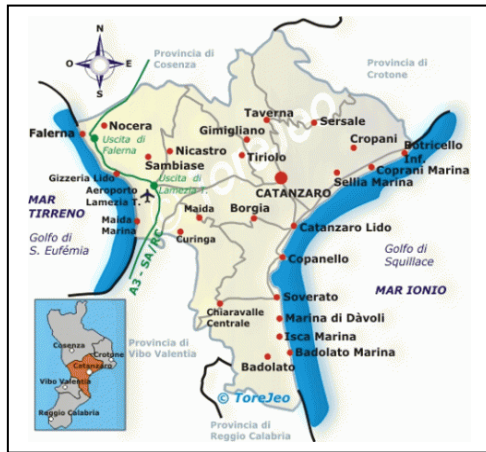 N
O
E
S
Provincia di
Cosenza
Provincia di
Crotone
Taverna
Sersale
Falerna
Nocera
Gimigliano
Cropani
Uscita di
Falerna
Nicastro
Botricello
Inf.
Sambiase
Tiriolo
Coprani Marina
Gizzeria Lido
Uscita di
Lamezia T.
Sellia Marina
CATANZARO
Aeroporto
Lamezia T.
MAR
TIRRENO
Maida
Borgia
Maida
Marina
Catanzaro Lido
Golfo di
S. Eufémia
Curinga
Golfo di
Squillace
Copanello
A3 - SA/RC
MAR IONIO
Soverato
Chiaravalle
Centrale
Marina di Dàvoli
Isca Marina
Badolato Marina
Badolato
Provincia di
Vibo Valentia
© ToreJeo
Provincia di
Reggio Calabria
Cosenza
Crotone
Catanzaro
Vibo Valentia
Reggio Calabria
ToreJeo